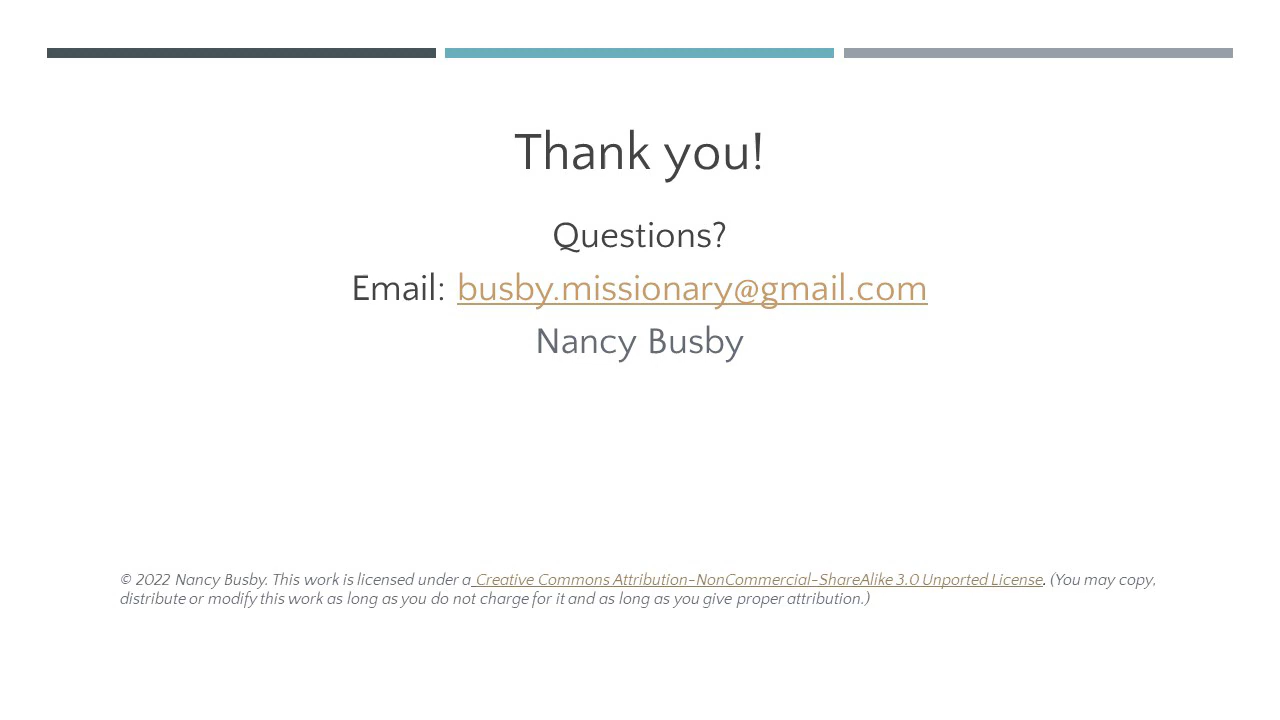 Thank you!
Questions?
Email: busby.missionary@gmail.com
Nancy Busby
© 2022 Nancy Busby. This work is licensed under a Creative Commons Attribution-NonCommercial-ShareAlike 3.0 Unported License. (You may copy,
distribute or modify this work as long as you do not charge for it and as long as you give proper attribution.)